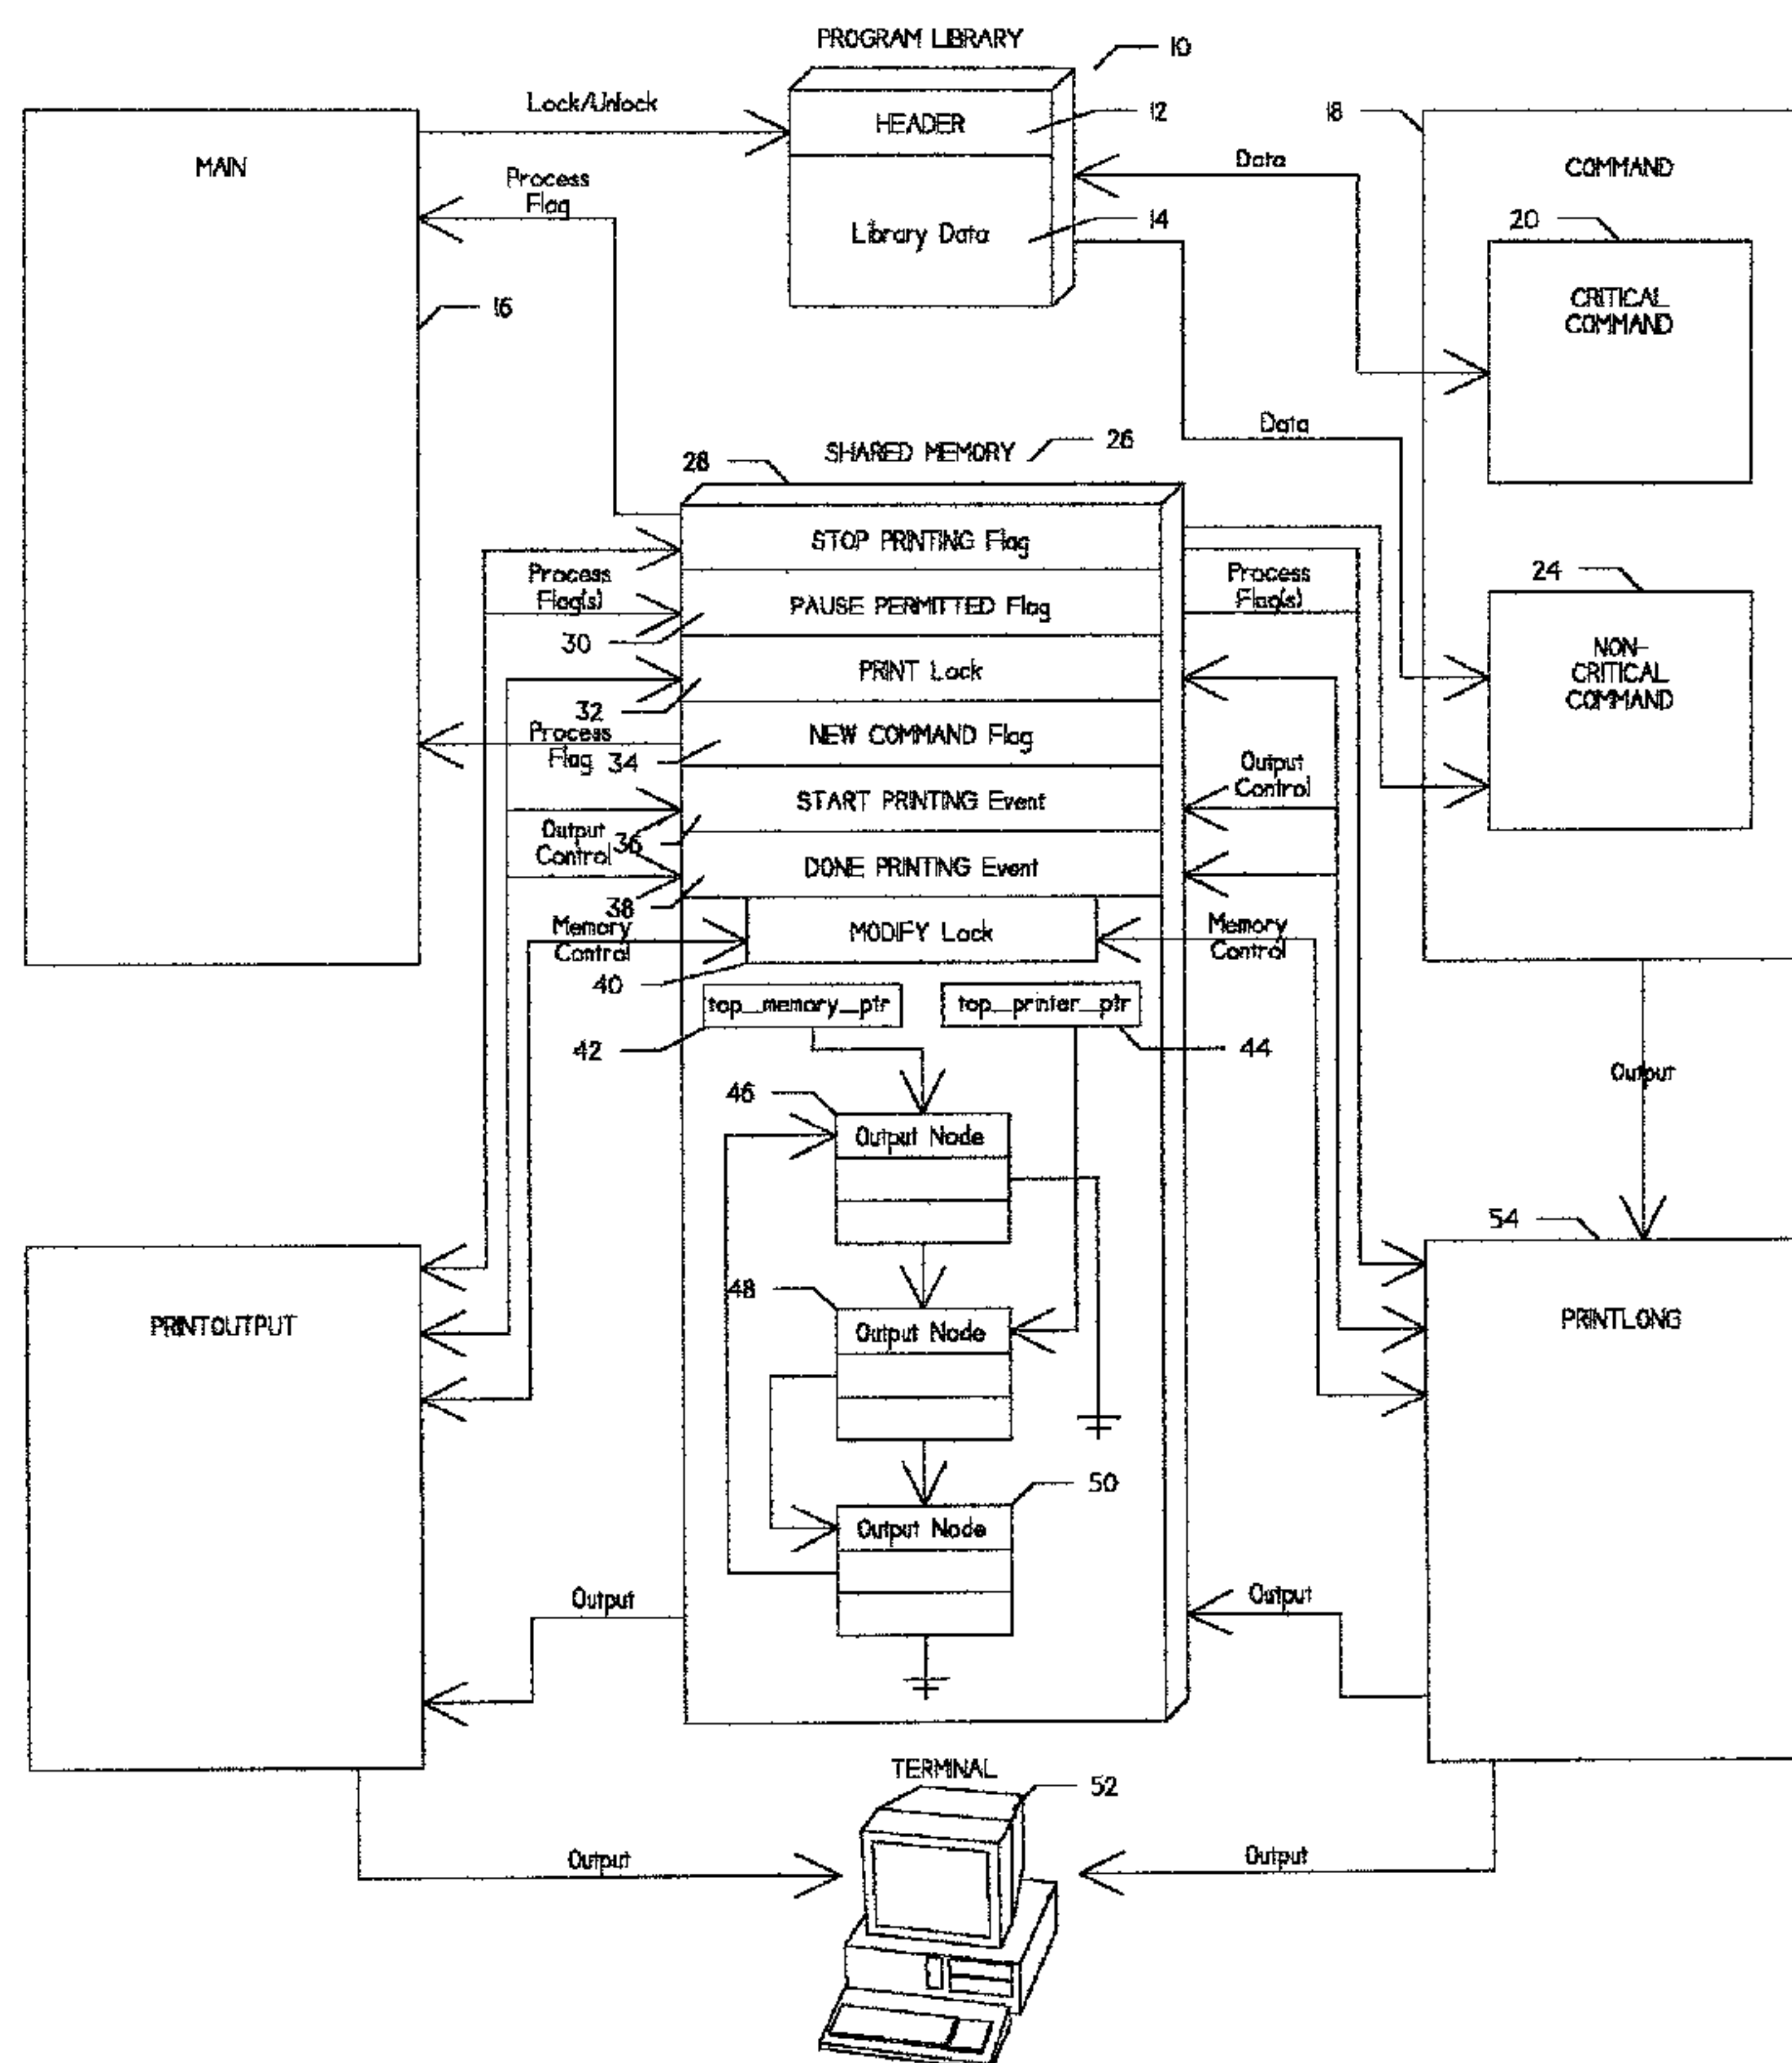 PROGRAM LIBRARY
10
Lock/Unlock
HEADER
12
18
MAIN
Process
Flag
Data
COMMAND
Library Data
14
20
16
CRITICAL
COMMAND
Data
SHARED MEMORY
26
28
STOP PRINTING Flag
Process
Flag(s)
Process
Flag(s)
24
PAUSE PERMITTED Flag
30
PRINT Lock
NON-
CRITICAL
COMMAND
32
Process
Flag
34
NEW COMMAND Flag
Output
Control
START PRINTING Event
Output
Control
36
DONE PRINTING Event
38
Memory
Control
MODIFY Lock
Memory
Control
40
top_memory_ptr
top_printer_ptr
42
44
Output
46
Output Node
54
48
PRINTOUTPUT
Output Node
PRINTLONG
50
Output Node
Output
Output
TERMINAL
52
Output
Output